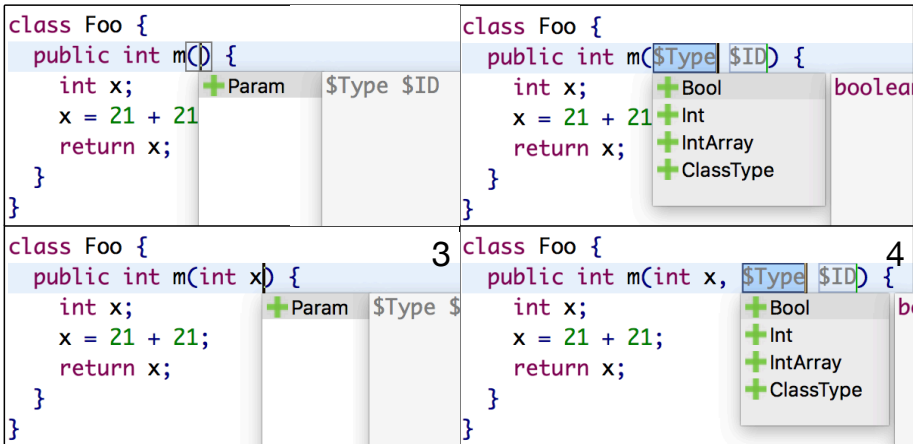 class Foo {
  public int m() {
    int x;
    x = 21 + 21
    return x;
  }
}
Param
$Type $ID
class Foo {
  public int m($Type $ID) {
    int x;
    x = 21 + 21
    return x;
  }
}
Bool
Int
IntArray
ClassType
boolean
3
class Foo {
  public int m(int x) {
    int x;
    x = 21 + 21;
    return x;
  }
}
Param
$Type $
4
class Foo {
  public int m(int x, $Type $ID) {
    int x;
    x = 21 + 21;
    return x;
  }
}
Bool
Int
IntArray
ClassType
b